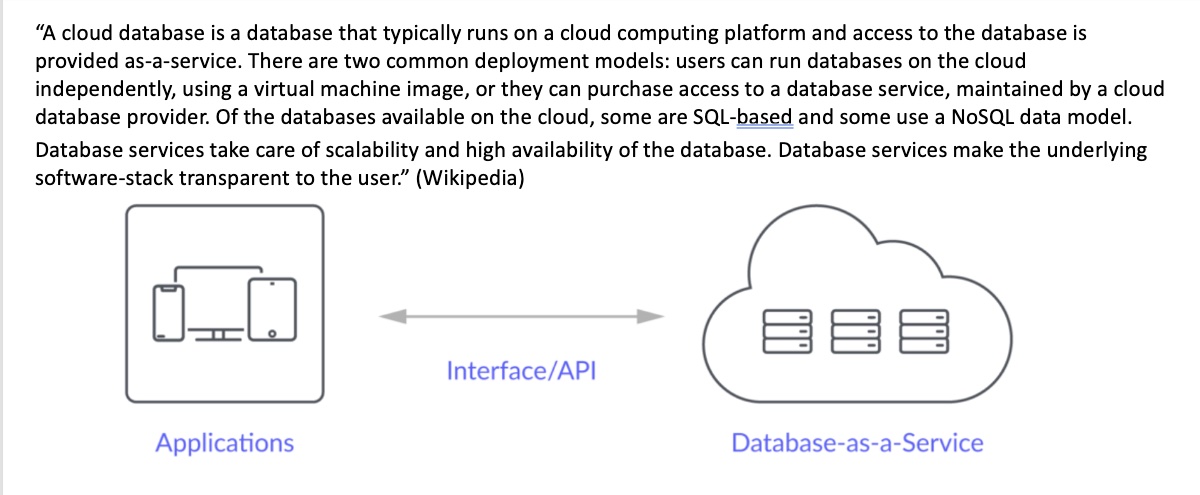 “A cloud database is a database that typically runs on a cloud computing platform and access to the database is
provided as-a-service. There are two common deployment models: users can run databases on the cloud
independently, using a virtual machine image, or they can purchase access to a database service, maintained by a cloud
database provider. Of the databases available on the cloud, some are SQL-based and some use a NoSQL data model.
Database services take care of scalability and high availability of the database. Database services make the underlying
software-stack transparent to the user.” (Wikipedia)
Interface/API
Applications
Database-as-a-Service